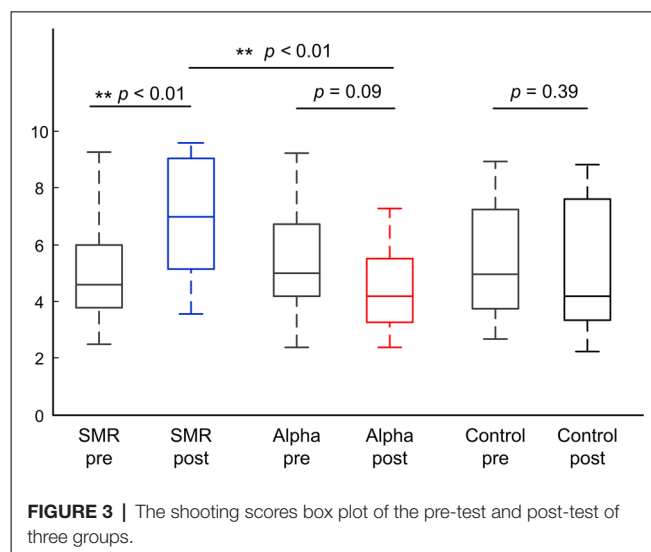 ** p < 0.01
** p < 0.01
p = 0.09
p = 0.39
10
8
6
4
2
0
SMR pre
SMR post
Alpha pre
Alpha post
Control pre
Control post
FIGURE 3 | The shooting scores box plot of the pre-test and post-test of
three groups.